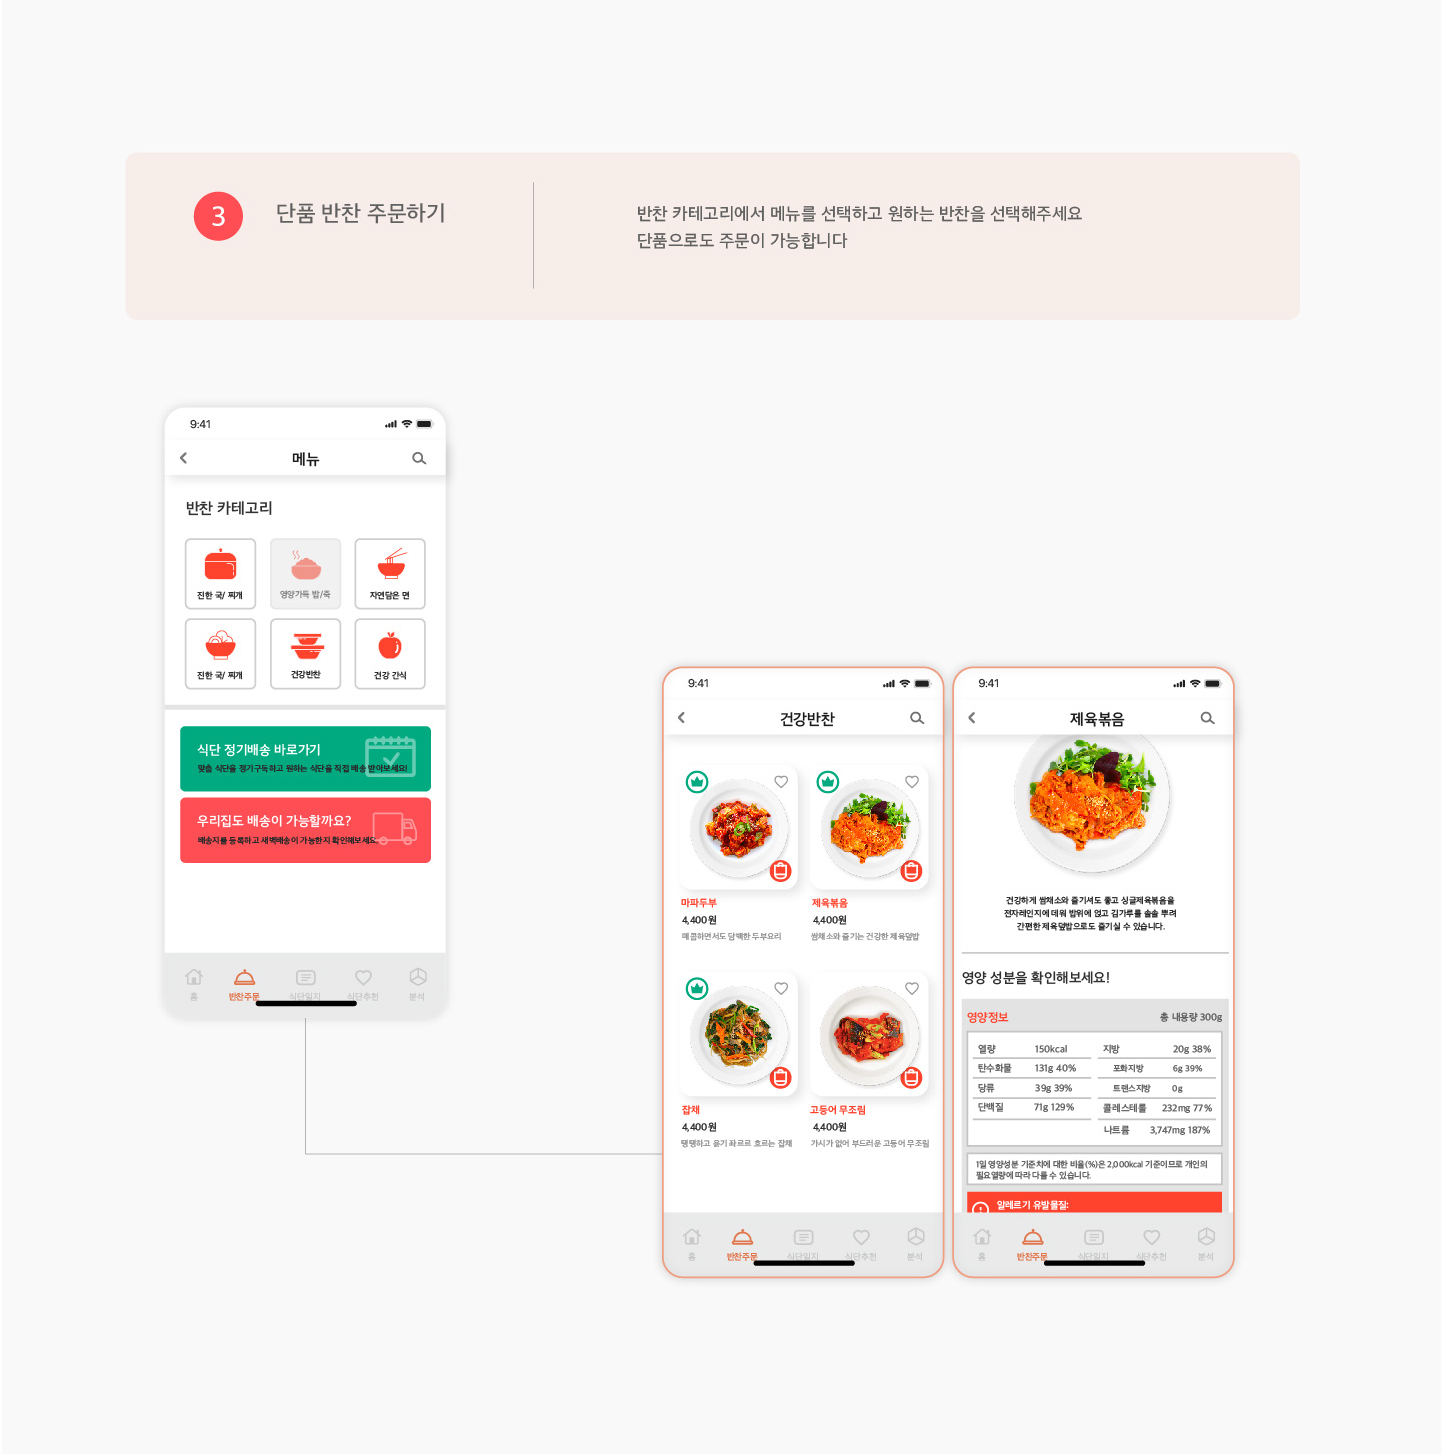 3
단품 반찬 주문하기
반찬 카테고리에서 메뉴를 선택하고 원하는 반찬을 선택해주세요
단품으로도 주문이 가능합니다
9:41
메뉴
반찬 카테고리
진한 국/ 찌개
영양가득 밥/죽
자연담은 면
진한 국/ 찌개
건강반찬
건강 간식
식단 정기배송 바로가기
맞춤 식단을 정기구독하고 원하는 식단을 직접 배송 받아보세요!
우리집도 배송이 가능할까요?
배송지를 등록하고 새벽배송이 가능한지 확인해보세요.
홈
반찬주문
식단일지
식단추천
분석
9:41
건강반찬
마파두부
4,400원
매콤하면서도 담백한 두부요리
제육볶음
4,400원
쌈채소와 즐기는 건강한 제육덮밥
잡채
4,400원
탱탱하고 윤기 좌르르 흐르는 잡채
고등어 무조림
4,400원
가시가 없어 부드러운 고등어 무조림
홈
반찬주문
식단일지
식단추천
분석
9:41
제육볶음
건강하게 쌈채소와 즐기셔도 좋고 싱글제육볶음을
전자레인지에 데워 밥위에 얹고 김가루를 솔솔 뿌려
간편한 제육덮밥으로도 즐기실 수 있습니다.
영양 성분을 확인해보세요!
영양정보
총 내용량 300g
열량 150kcal
탄수화물 131g 40%
당류 39g 39%
단백질 71g 129%
지방 20g 38%
포화지방 6g 39%
트랜스지방 0g
콜레스테롤 232mg 77%
나트륨 3,747mg 187%
1일 영양성분 기준치에 대한 비율(%)은 2,000kcal 기준이므로 개인의
필요열량에 따라 다를 수 있습니다.
알레르기 유발물질:
홈
반찬주문
식단일지
식단추천
분석